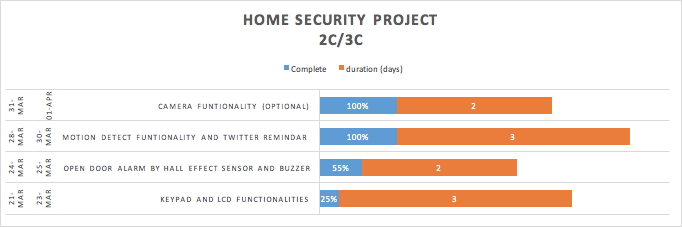 HOME SECURITY PROJECT
2C/3C
Complete duration (days)
31-MAR 01-APR CAMERA FUNTIONALITY (OPTIONAL) 100% 2
28-MAR 30-MAR MOTION DETECT FUNTIONALITY AND TWITTER REMINDAR 100% 3
24-MAR 25-MAR OPEN DOOR ALARM BY HALL EFFECT SENSOR AND BUZZER 55% 2
21-MAR 23-MAR KEYPAD AND LCD FUNCTIONALITIES 25% 3